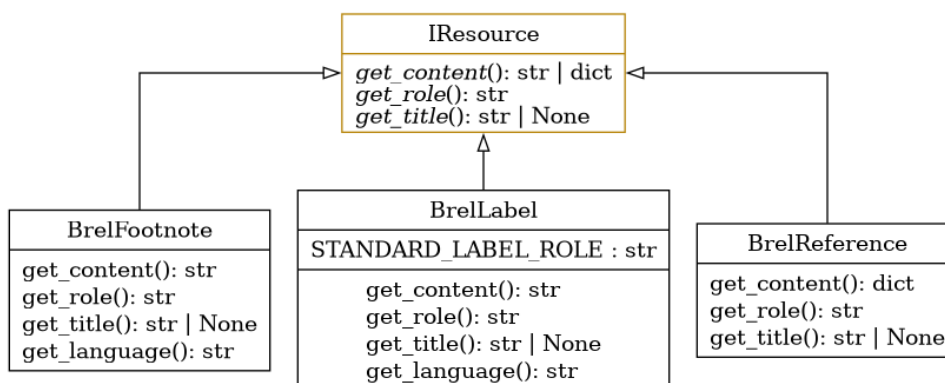 IResource
get_content(): str | dict
get_role(): str
get_title(): str | None
BrelFootnote
get_content(): str
get_role(): str
get_title(): str | None
get_language(): str
BrelLabel
STANDARD_LABEL_ROLE : str
get_content(): str
get_role(): str
get_title(): str | None
get_language(): str
BrelReference
get_content(): dict
get_role(): str
get_title(): str | None